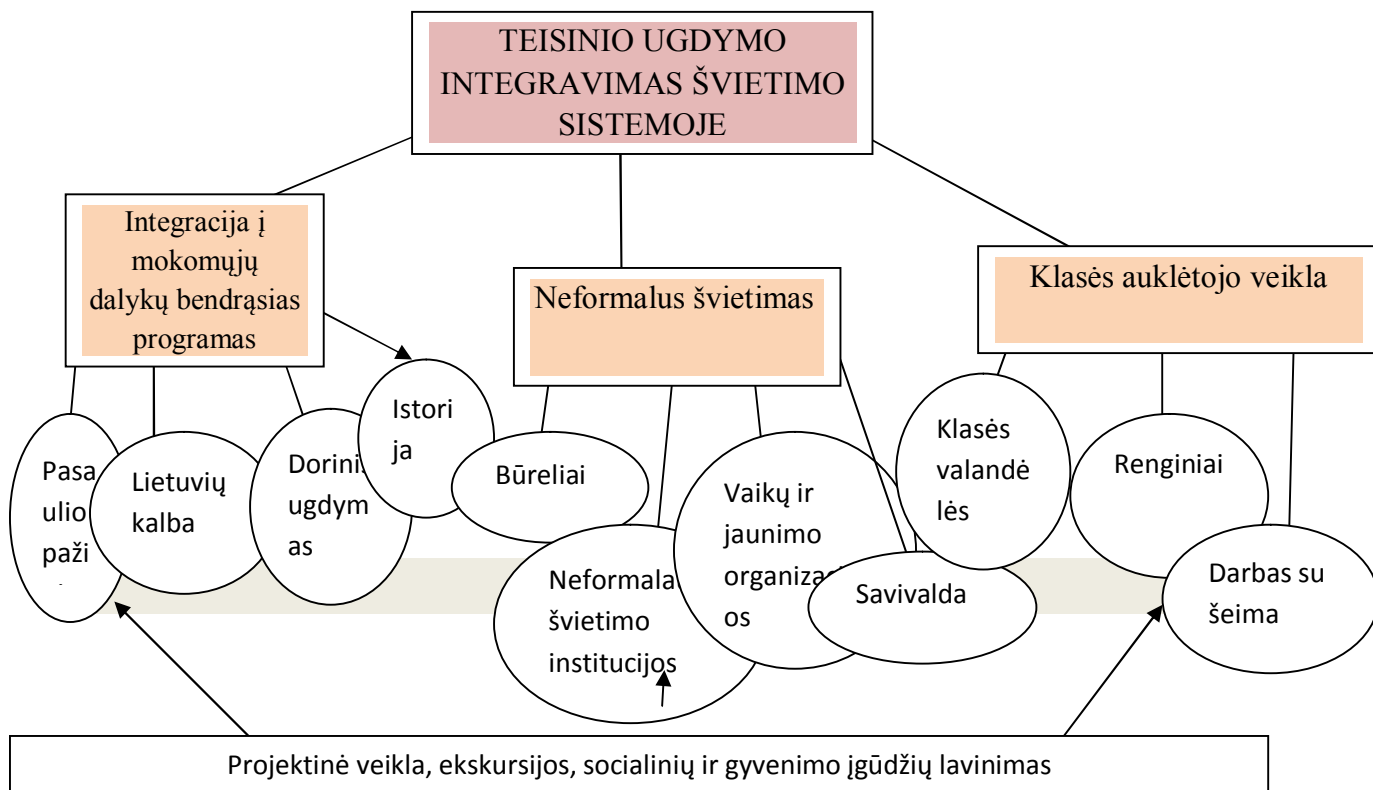 TEISINIO UGDYMO
INTEGRAVIMAS ŠVIETIMO
SISTEMOJE
Integracija į
mokomųjų
dalykų bendrąsias
programas
Neformalus švietimas
Klasės auklėtojo veikla
Pasa
ulio
paži
Lietuvių
kalba
Dorini
ugdym
as
Istori
ja
Būreliai
Neformala
švietimo
institucijos
Vaikų ir
jaunimo
organizaci
os
Savivalda
Klasės
valandė
lės
Renginiai
Darbas su
šeima
Projektinė veikla, ekskursijos, socialinių ir gyvenimo įgūdžių lavinimas